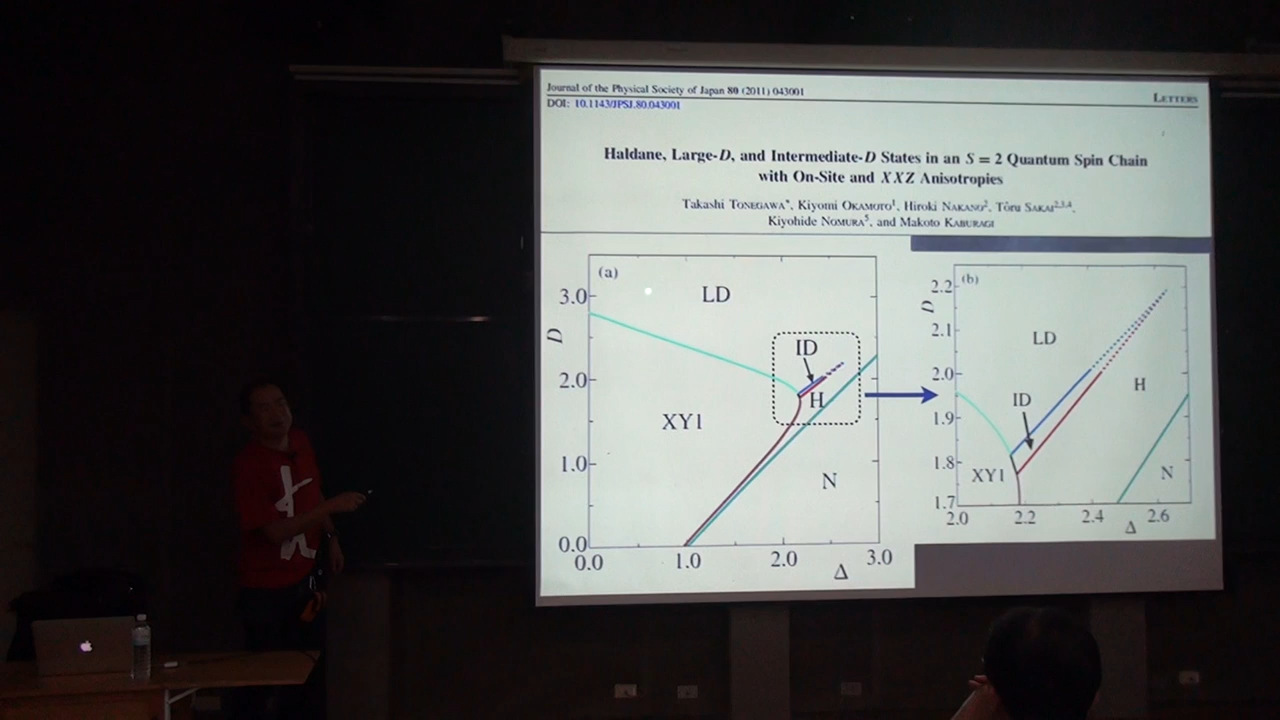 Journal of the Physical Society of Japan 80 (2011) 043001
LETTERS
DOI: 10.1143/JPSJ.80.043001
Haldane, Large-D, and Intermediate-D States in an S = 2 Quantum Spin Chain
with On-Site and XXZ Anisotropies
Takashi TONEGAWA*, Kiyomi OKAMOTO¹, Hiroki NAKANO², Tôru SAKAI²,³,⁴,
Kiyohide NOMURA⁵, and Makoto KABURAGI
(a)
LD
3.0
D
ID
2.0
H
XY1
1.0
N
0.0
0.0 1.0 2.0 3.0
Δ
(b)
2.2
D
2.1
LD
2.0
H
ID
1.9
1.8
XY1
N
1.7
2.0 2.2 2.4 2.6
Δ